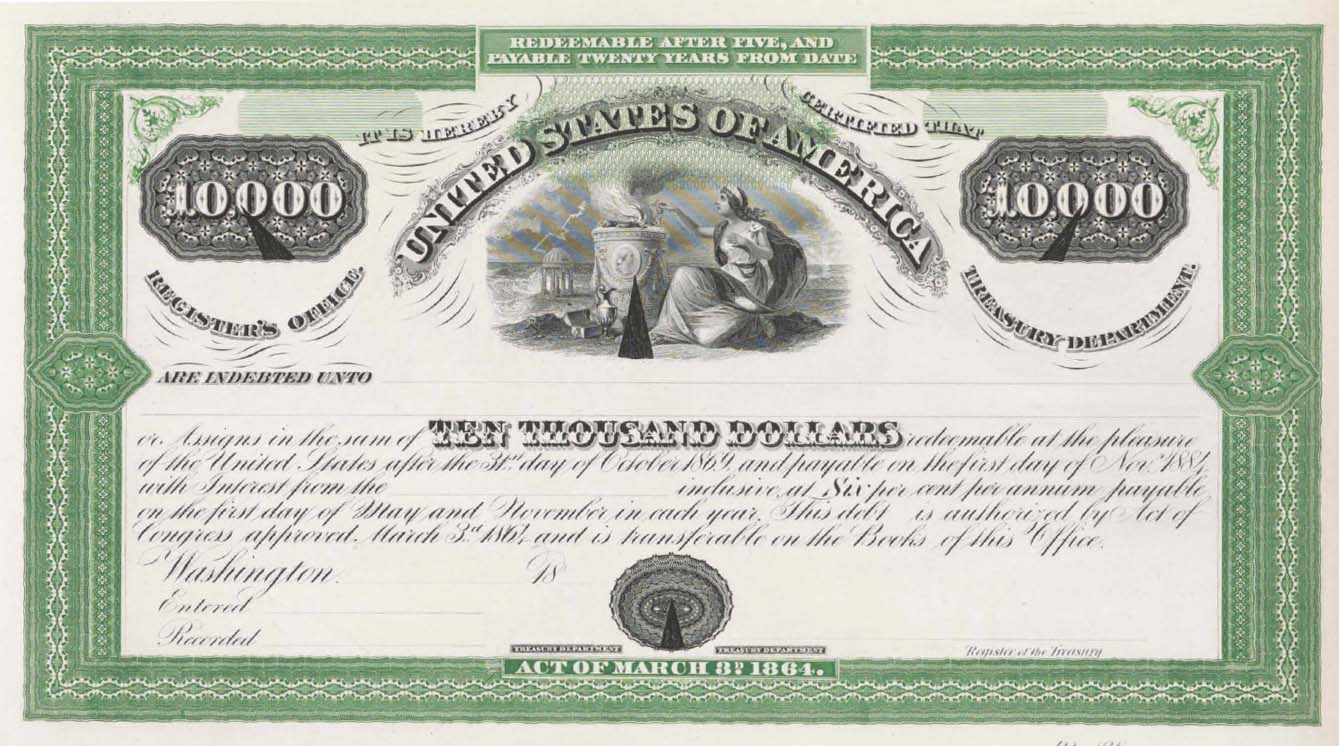 REDEEMABLE AFTER FIVE, AND
PAYABLE TWENTY YEARS FROM DATE
IT IS HEREBY CERTIFIED THAT
UNITED STATES OF AMERICA
10,000
10,000
REGISTER'S OFFICE.
TREASURY DEPARTMENT.
ARE INDEBTED UNTO
or Assigns in the sum of TEN THOUSAND DOLLARS redeemable at the pleasure
of the United States after the 31st day of October 1869, and payable on the first day of Novr. 1884,
with Interest from the inclusive, at Six per cent per annum payable
on the first day of May and November in each year. This debt is authorized by Act of
Congress approved. March 3rd 1864, and is transferable on the Books of this Office.
Washington. 18
Entered
Recorded
TREASURY DEPARTMENT TREASURY DEPARTMENT
Register of the Treasury
ACT OF MARCH 3D 1864.